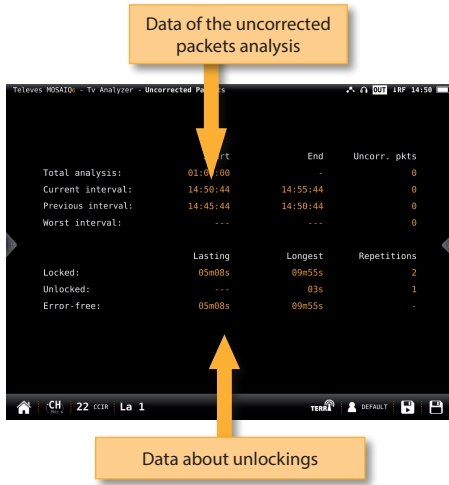 Data of the uncorrected
packets analysis
Televes MOSAIQ6 - Tv Analyzer - Uncorrected OUT RF 14:50
End Uncorr. pkts
Total analysis: - 0
Current interval: 14:50:44 14:55:44 0
Previous interval: 14:45:44 14:50:44 0
Worst interval: --- --- 0
Lasting Longest Repetitions
Locked: 05m08s 09m55s 2
Unlocked: --- 03s 1
Error-free: 05m08s 09m55s -
CH 22 CCIR La 1 TERR DEFAULT
Data about unlockings